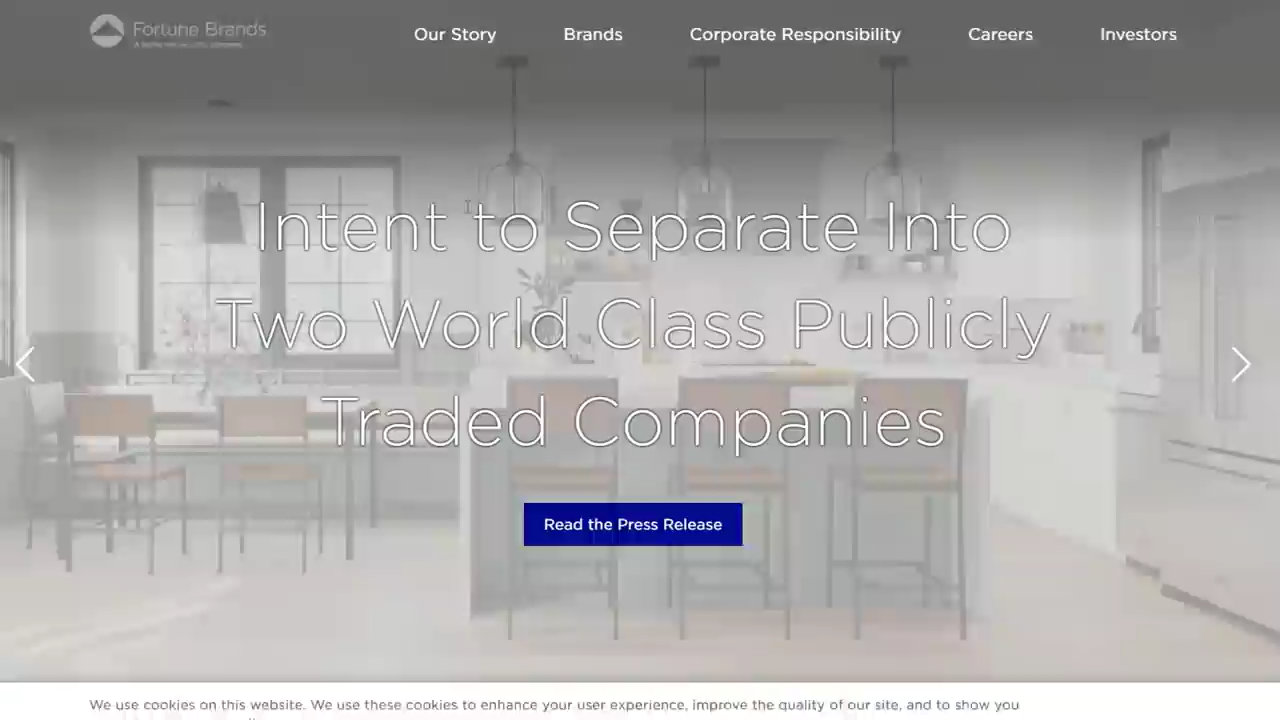 Fortune Brands
Our Story
Brands
Corporate Responsibility
Careers
Investors
Intent to Separate Into
Two World Class Publicly
Traded Companies
Read the Press Release
We use cookies on this website. We use these cookies to enhance your user experience, improve the quality of our site, and to show you